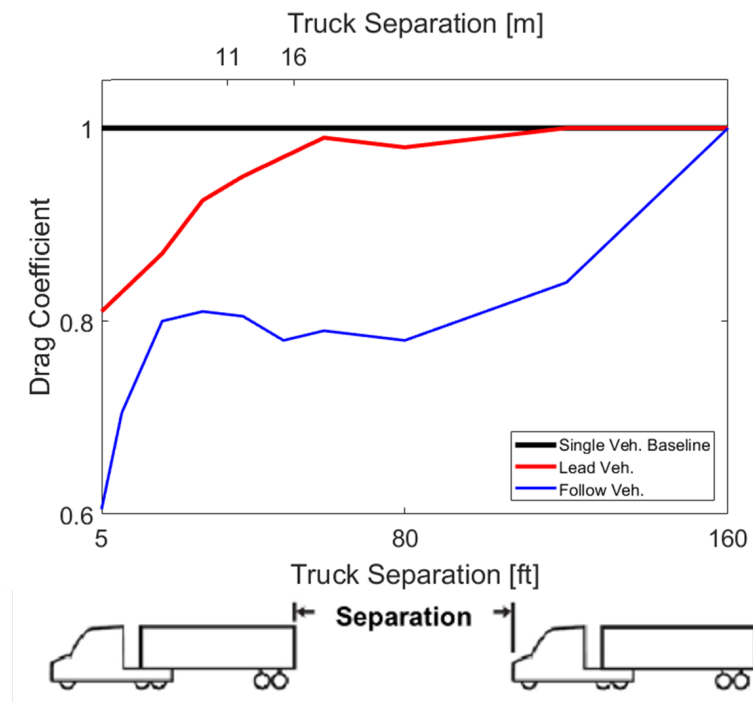 Truck Separation [m]
11 16
1
0.8
0.6
Drag Coefficient
Single Veh. Baseline
Lead Veh.
Follow Veh.
5 80 160
Truck Separation [ft]
Separation